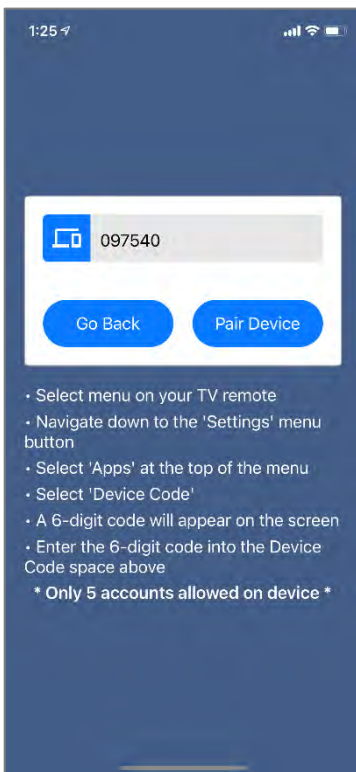 1:25
097540
Go Back Pair Device
• Select menu on your TV remote
• Navigate down to the 'Settings' menu
button
• Select 'Apps' at the top of the menu
• Select 'Device Code'
• A 6-digit code will appear on the screen
• Enter the 6-digit code into the Device
Code space above
* Only 5 accounts allowed on device *